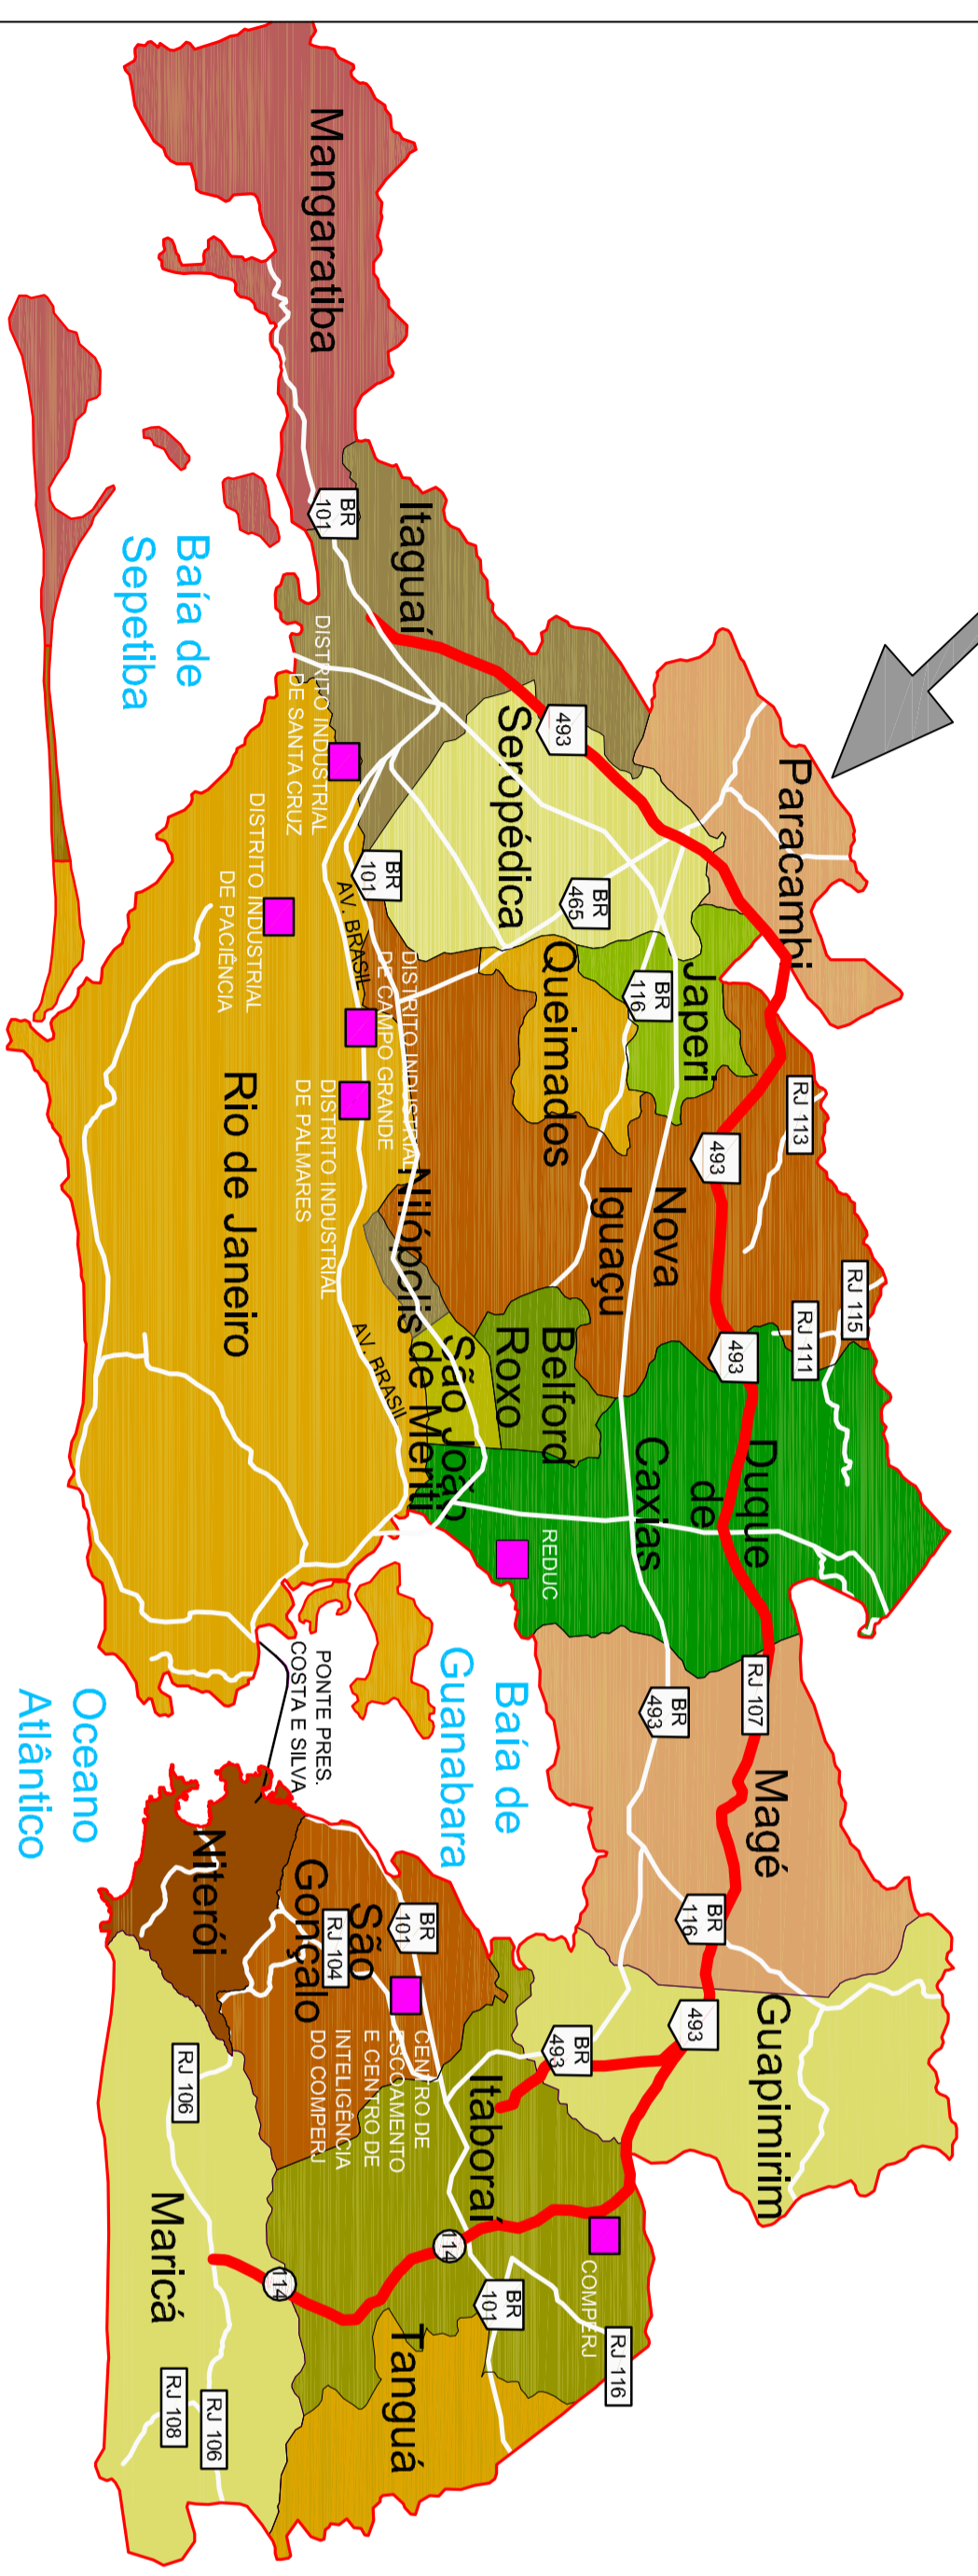 Mangaratiba
BR
101
Itaguaí
Baía de
Sepetiba
DISTRITO INDUSTRIAL
DE SANTA CRUZ
493
Seropédica
Paracambi
BR
465
BR
101
AV. BRASIL
DISTRITO INDUSTRIAL
DE PACIÊNCIA
Queimados
Japeri
BR
116
DISTRITO INDUSTRIAL
DE CAMPO GRANDE
DISTRITO INDUSTRIAL
DE PALMARES
Rio de Janeiro
RJ 113
493
Nova
Iguaçu
Nilópolis
RJ 115
RJ 111
493
Belford
Roxo
São João
de Meriti
AV. BRASIL
Duque
de
Caxias
REDUC
Baía de
Guanabara
PONTE PRES.
COSTA E SILVA
Oceano
Atlântico
RJ 107
BR
493
Magé
BR
116
Niterói
São
Gonçalo
BR
101
RJ 104
CENTRO DE
ESCOAMENTO
E CENTRO DE
INTELIGÊNCIA
DO COMPERJ
493
Guapimirim
BR
493
Itaboraí
RJ 106
Maricá
114
114
COMPERJ
BR
101
RJ 116
Tanguá
RJ 108
RJ 106